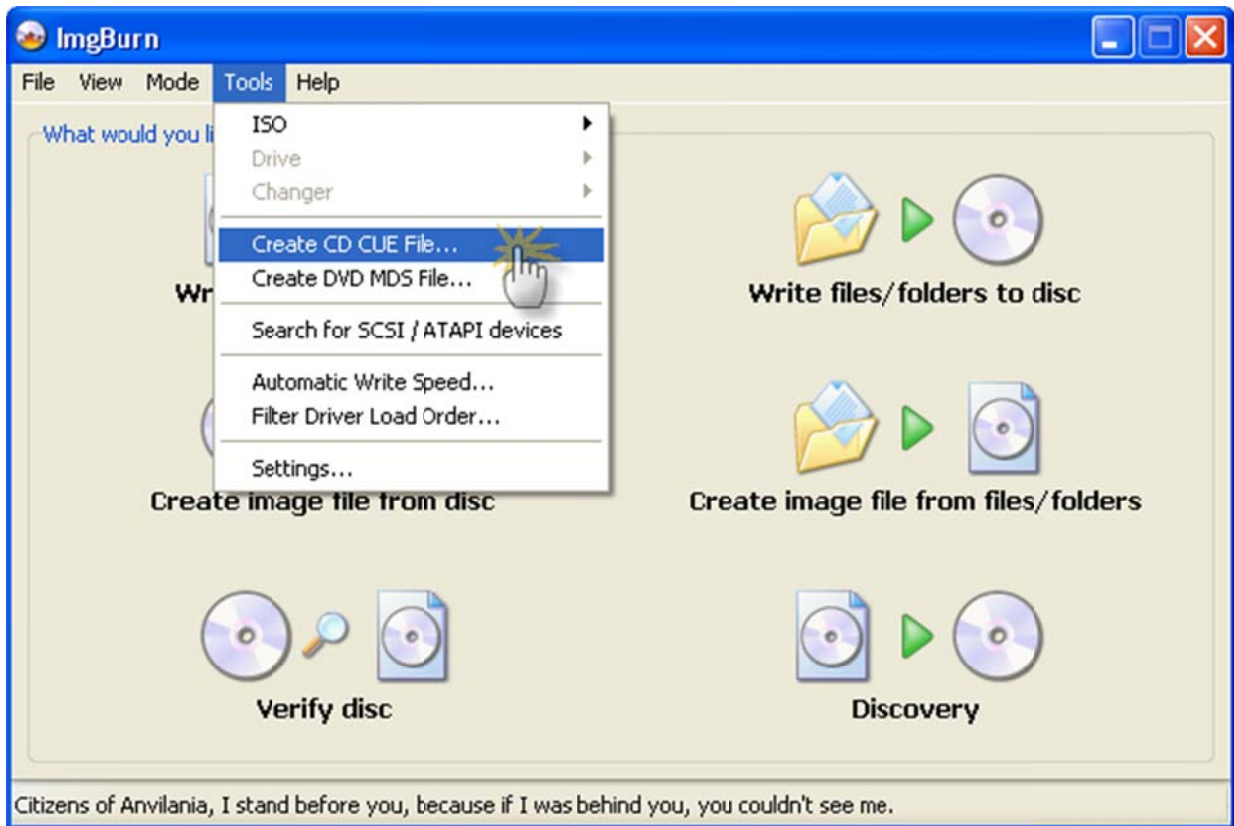 ImgBurn
File View Mode Tools Help
What would you li
ISO
Drive
Changer
Create CD CUE File...
Create DVD MDS File...
Search for SCSI / ATAPI devices
Automatic Write Speed...
Filter Driver Load Order...
Settings...
Wr
Write files/folders to disc
Create image file from disc
Create image file from files/folders
Verify disc
Discovery
Citizens of Anvilania, I stand before you, because if I was behind you, you couldn't see me.